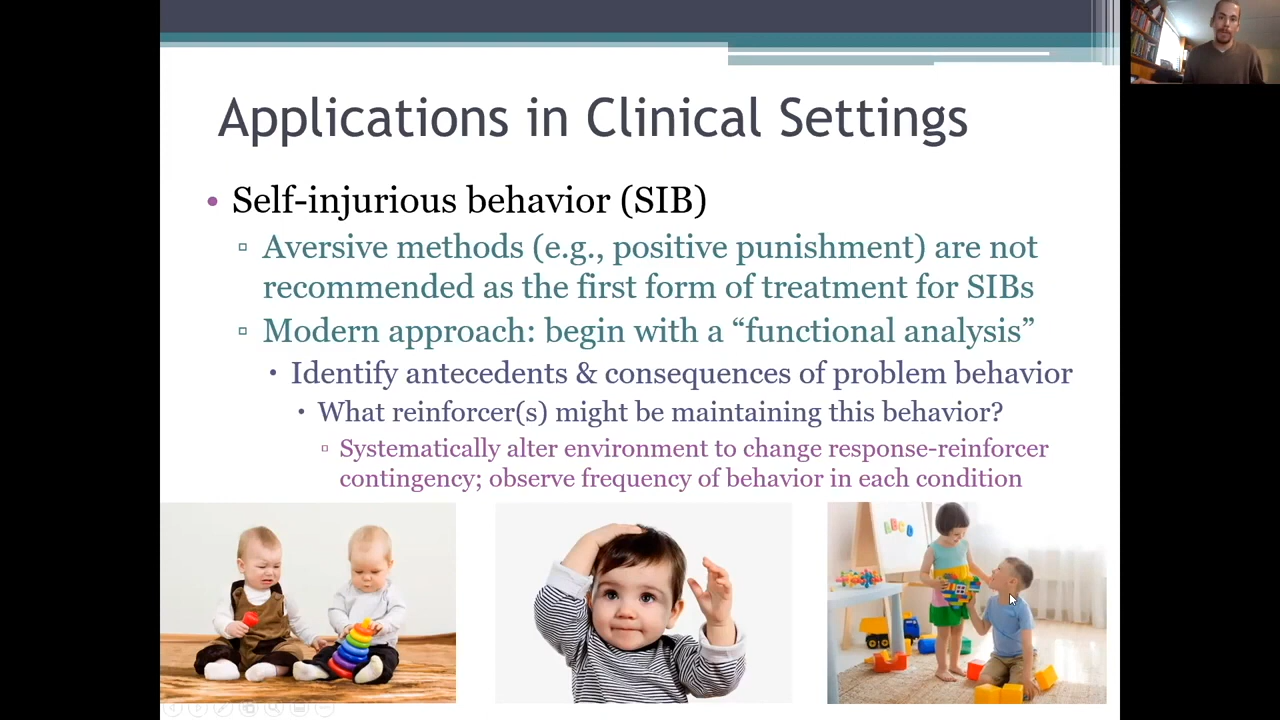 Applications in Clinical Settings
• Self-injurious behavior (SIB)
▫ Aversive methods (e.g., positive punishment) are not
recommended as the first form of treatment for SIBs
▫ Modern approach: begin with a “functional analysis”
• Identify antecedents & consequences of problem behavior
• What reinforcer(s) might be maintaining this behavior?
▫ Systematically alter environment to change response-reinforcer
contingency; observe frequency of behavior in each condition
ABCD